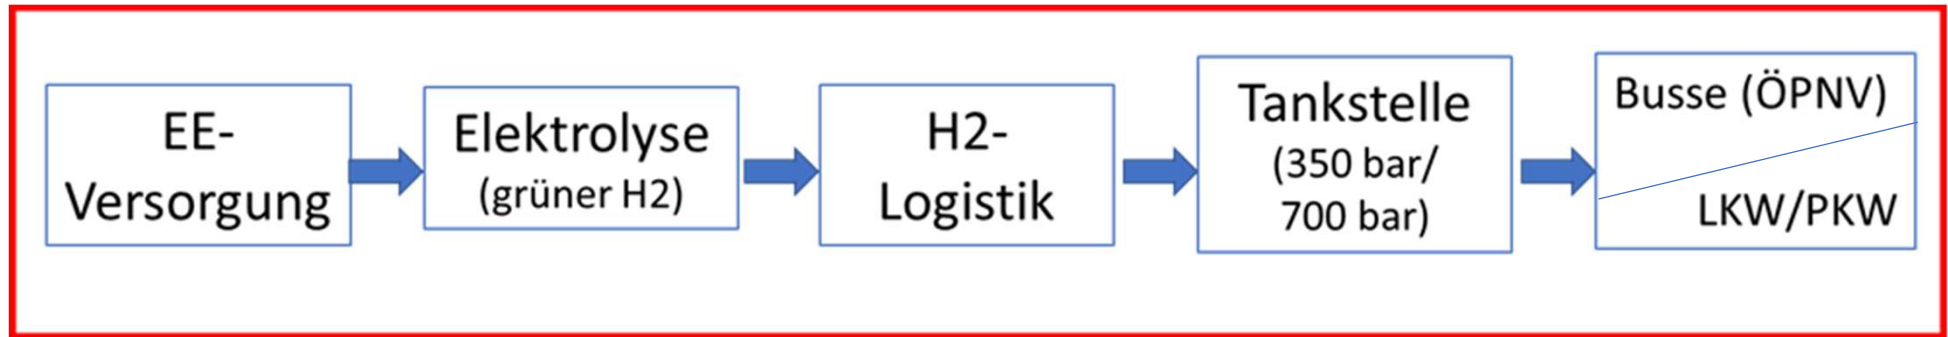 EE-
Versorgung
Elektrolyse
(grüner H2)
H2-
Logistik
Tankstelle
(350 bar/
700 bar)
Busse (ÖPNV)
LKW/PKW